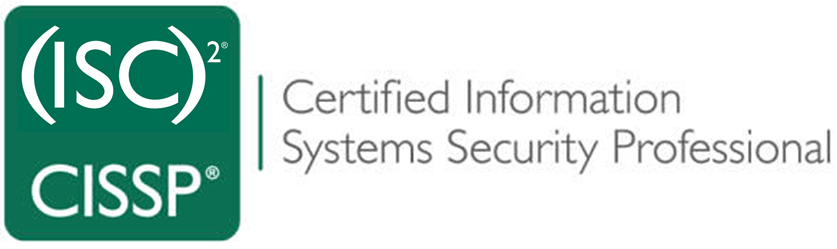 (ISC)²®
CISSP®
Certified Information
Systems Security Professional